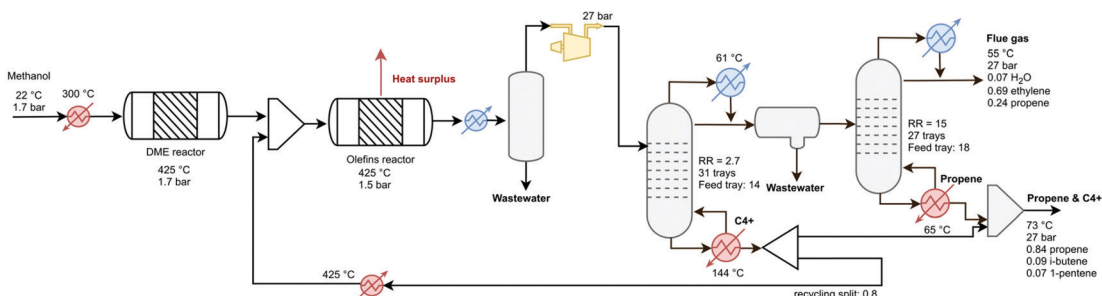 Methanol
22 °C
1.7 bar
300 °C
DME reactor
425 °C
1.7 bar
Heat surplus
Olefins reactor
425 °C
1.5 bar
Wastewater
27 bar
61 °C
RR = 2.7
31 trays
Feed tray: 14
C4+
144 °C
Wastewater
RR = 15
27 trays
Feed tray: 18
Propene
65 °C
Flue gas
55 °C
27 bar
0.07 H₂O
0.69 ethylene
0.24 propene
Propene & C4+
73 °C
27 bar
0.84 propene
0.09 i-butene
0.07 1-pentene
425 °C
recycling split: 0.8